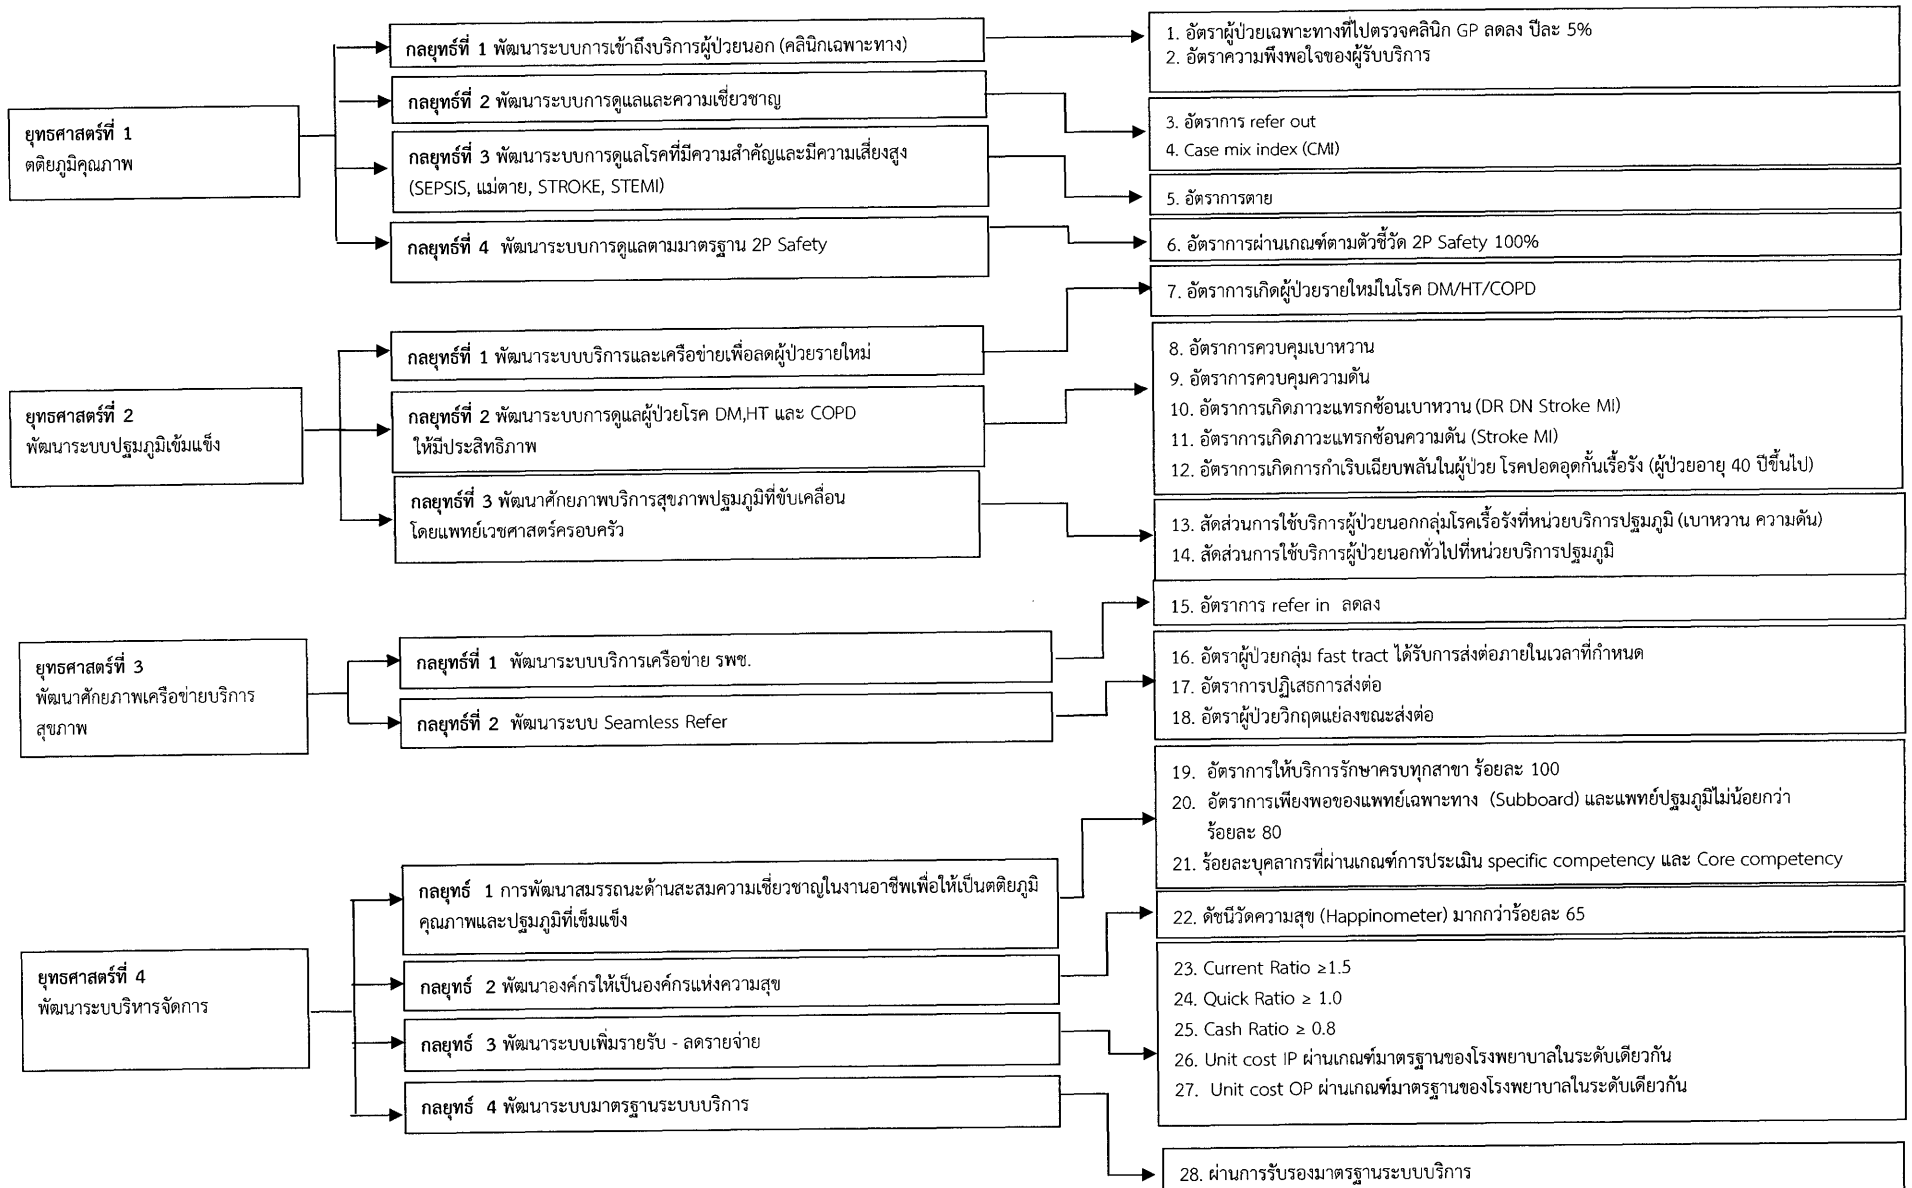 ยุทธศาสตร์ที่ 1
ตติยภูมิคุณภาพ
กลยุทธ์ที่ 1 พัฒนาระบบการเข้าถึงบริการผู้ป่วยนอก (คลินิกเฉพาะทาง)
1. อัตราผู้ป่วยเฉพาะทางที่ไปตรวจคลินิก GP ลดลง ปีละ 5%
2. อัตราความพึงพอใจของผู้รับบริการ
กลยุทธ์ที่ 2 พัฒนาระบบการดูแลและความเชี่ยวชาญ
3. อัตราการ refer out
4. Case mix index (CMI)
กลยุทธ์ที่ 3 พัฒนาระบบการดูแลโรคที่มีความสำคัญและมีความเสี่ยงสูง
(SEPSIS, แม่ตาย, STROKE, STEMI)
5. อัตราการตาย
กลยุทธ์ที่ 4 พัฒนาระบบการดูแลตามมาตรฐาน 2P Safety
6. อัตราการผ่านเกณฑ์ตามตัวชี้วัด 2P Safety 100%
ยุทธศาสตร์ที่ 2
พัฒนาระบบปฐมภูมิเข้มแข็ง
กลยุทธ์ที่ 1 พัฒนาระบบบริการและเครือข่ายเพื่อลดผู้ป่วยรายใหม่
7. อัตราการเกิดผู้ป่วยรายใหม่ในโรค DM/HT/COPD
กลยุทธ์ที่ 2 พัฒนาระบบการดูแลผู้ป่วยโรค DM,HT และ COPD
ให้มีประสิทธิภาพ
8. อัตราการควบคุมเบาหวาน
9. อัตราการควบคุมความดัน
10. อัตราการเกิดภาวะแทรกซ้อนเบาหวาน (DR DN Stroke MI)
11. อัตราการเกิดภาวะแทรกซ้อนความดัน (Stroke MI)
12. อัตราการเกิดการกำเริบเฉียบพลันในผู้ป่วย โรคปอดอุดกั้นเรื้อรัง (ผู้ป่วยอายุ 40 ปีขึ้นไป)
กลยุทธ์ที่ 3 พัฒนาศักยภาพบริการสุขภาพปฐมภูมิที่ขับเคลื่อน
โดยแพทย์เวชศาสตร์ครอบครัว
13. สัดส่วนการใช้บริการผู้ป่วยนอกกลุ่มโรคเรื้อรังที่หน่วยบริการปฐมภูมิ (เบาหวาน ความดัน)
14. สัดส่วนการใช้บริการผู้ป่วยนอกทั่วไปที่หน่วยบริการปฐมภูมิ
ยุทธศาสตร์ที่ 3
พัฒนาศักยภาพเครือข่ายบริการ
สุขภาพ
กลยุทธ์ที่ 1 พัฒนาระบบบริการเครือข่าย รพช.
15. อัตราการ refer in ลดลง
กลยุทธ์ที่ 2 พัฒนาระบบ Seamless Refer
16. อัตราผู้ป่วยกลุ่ม fast tract ได้รับการส่งต่อภายในเวลาที่กำหนด
17. อัตราการปฏิเสธการส่งต่อ
18. อัตราผู้ป่วยวิกฤตแย่ลงขณะส่งต่อ
ยุทธศาสตร์ที่ 4
พัฒนาระบบบริหารจัดการ
กลยุทธ์ 1 การพัฒนาสมรรถนะด้านสะสมความเชี่ยวชาญในงานอาชีพเพื่อให้เป็นตติยภูมิ
คุณภาพและปฐมภูมิที่เข็มแข็ง
19. อัตราการให้บริการรักษาครบทุกสาขา ร้อยละ 100
20. อัตราการเพียงพอของแพทย์เฉพาะทาง (Subboard) และแพทย์ปฐมภูมิไม่น้อยกว่า
ร้อยละ 80
21. ร้อยละบุคลากรที่ผ่านเกณฑ์การประเมิน specific competency และ Core competency
กลยุทธ์ 2 พัฒนาองค์กรให้เป็นองค์กรแห่งความสุข
22. ดัชนีวัดความสุข (Happinometer) มากกว่าร้อยละ 65
กลยุทธ์ 3 พัฒนาระบบเพิ่มรายรับ - ลดรายจ่าย
23. Current Ratio ≥1.5
24. Quick Ratio ≥ 1.0
25. Cash Ratio ≥ 0.8
26. Unit cost IP ผ่านเกณฑ์มาตรฐานของโรงพยาบาลในระดับเดียวกัน
27. Unit cost OP ผ่านเกณฑ์มาตรฐานของโรงพยาบาลในระดับเดียวกัน
กลยุทธ์ 4 พัฒนาระบบมาตรฐานระบบบริการ
28. ผ่านการรับรองมาตรฐานระบบบริการ